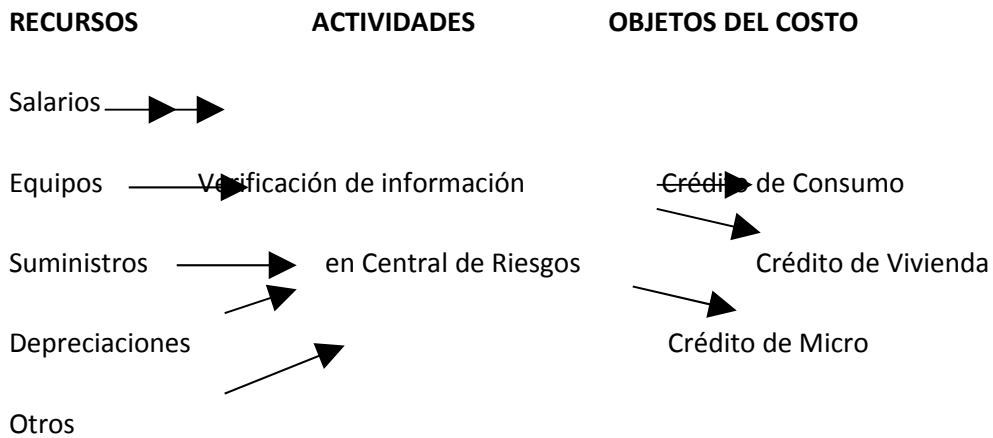 RECURSOS ACTIVIDADES OBJETOS DEL COSTO
Salarios
Equipos Verificación de información Crédito de Consumo
Suministros en Central de Riesgos Crédito de Vivienda
Depreciaciones Crédito de Micro
Otros